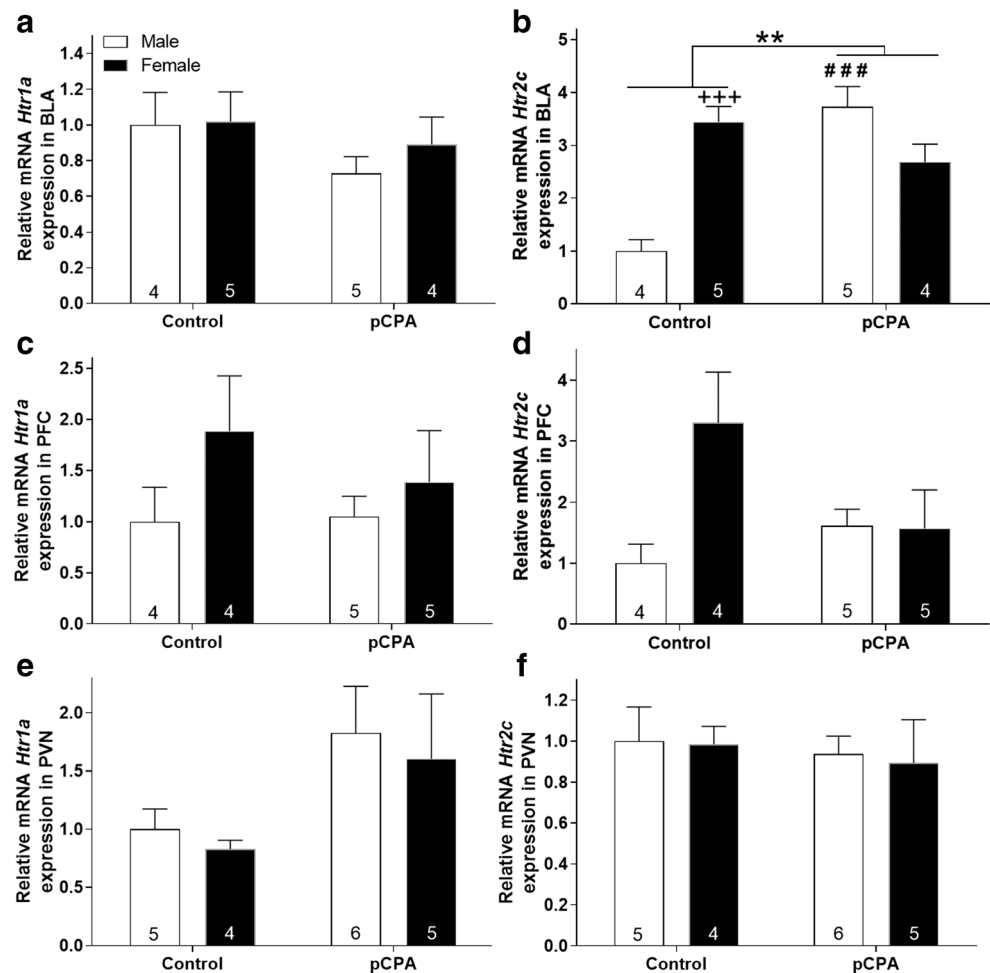 a
Relative mRNA Htr1a
expression in BLA
1.4
1.2
1.0
0.8
0.6
0.4
0.2
0.0
Male
Female
4
5
5
4
Control
pCPA
b
Relative mRNA Htr2c
expression in BLA
5
4
3
2
1
0
**
+++
###
4
5
5
4
Control
pCPA
c
Relative mRNA Htr1a
expression in PFC
2.5
2.0
1.5
1.0
0.5
0.0
4
4
5
5
Control
pCPA
d
Relative mRNA Htr2c
expression in PFC
4
3
2
1
0
4
4
5
5
Control
pCPA
e
Relative mRNA Htr1a
expression in PVN
2.0
1.5
1.0
0.5
0.0
5
4
6
5
Control
pCPA
f
Relative mRNA Htr2c
expression in PVN
1.2
1.0
0.8
0.6
0.4
0.2
0.0
5
4
6
5
Control
pCPA